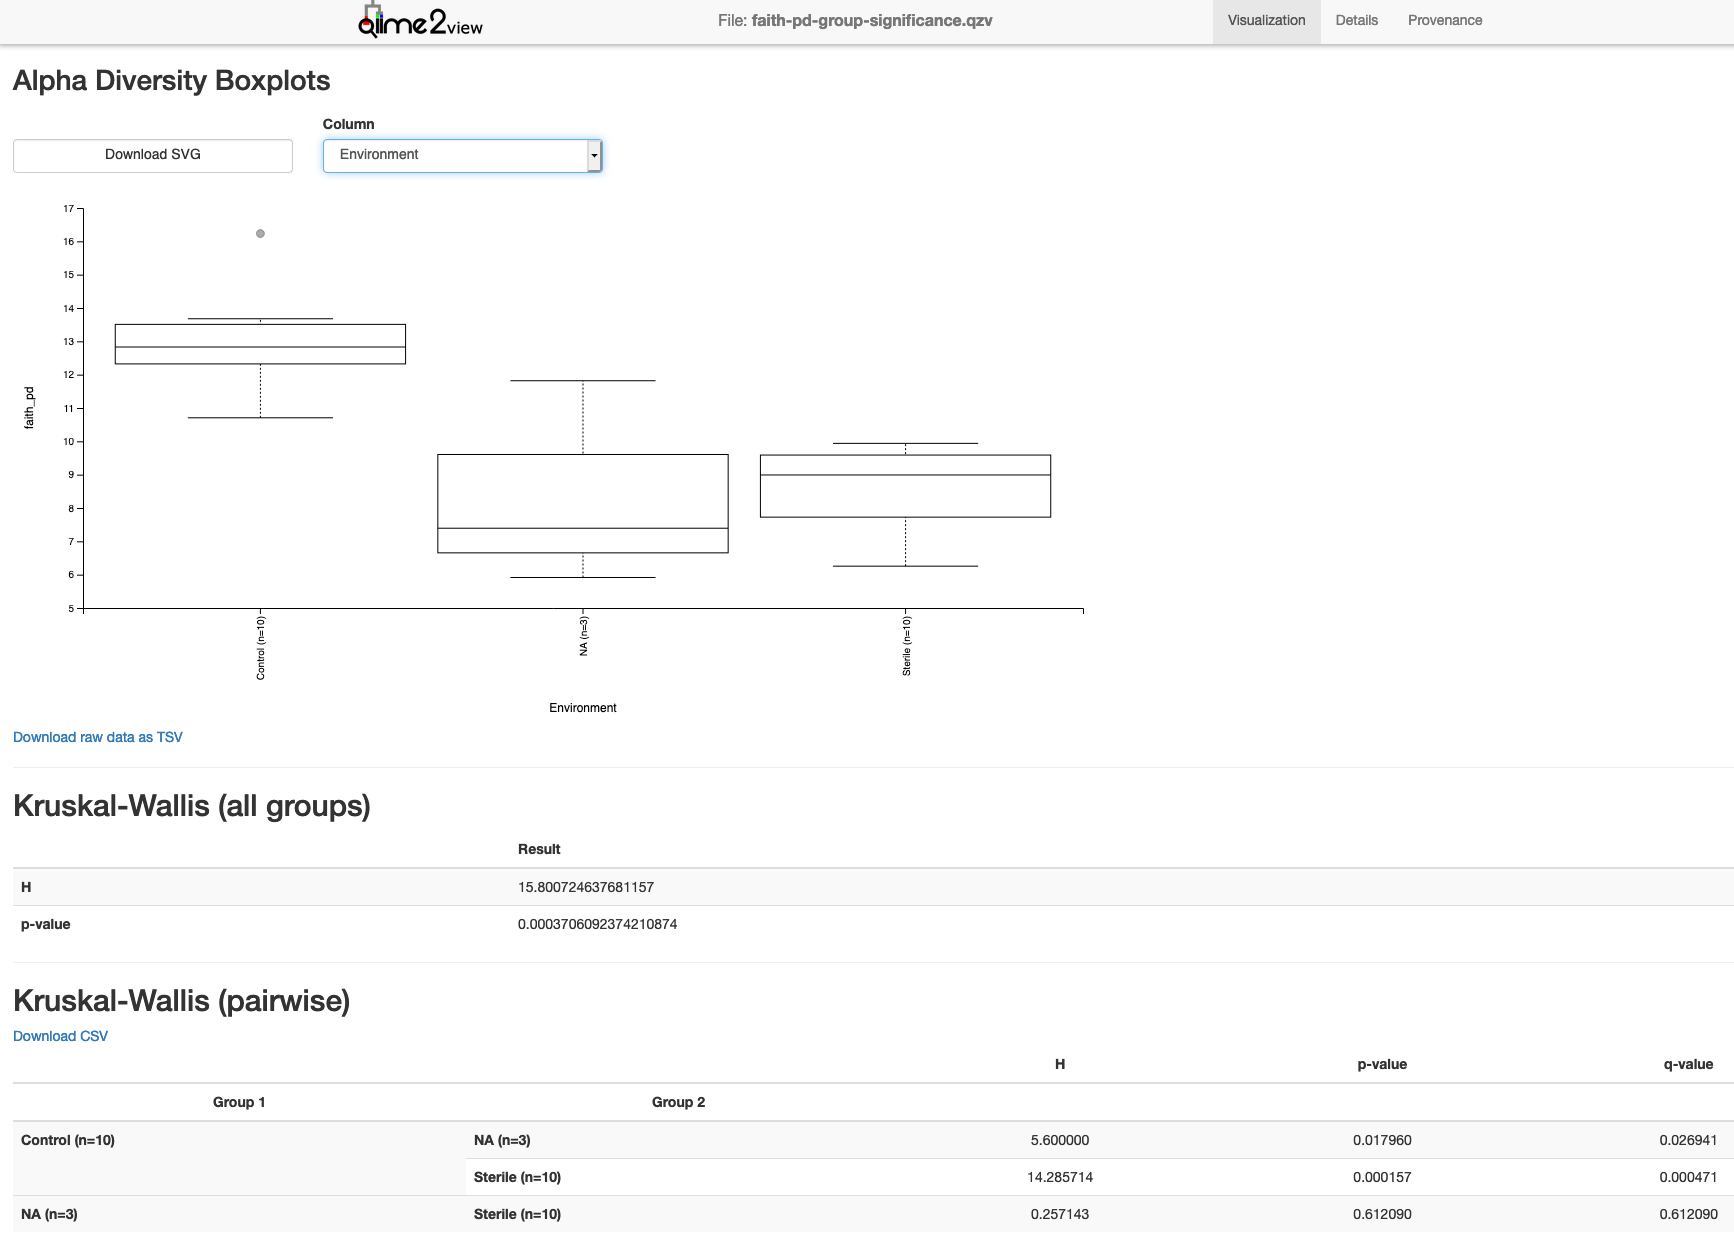 qiime2view
File: faith-pd-group-significance.qzv
Visualization Details Provenance
Alpha Diversity Boxplots
Column
Download SVG
Environment
17
16
15
14
13
12
11
10
9
8
7
6
5
faith_pd
Control (n=10)
NA (n=3)
Sterile (n=10)
Environment
Download raw data as TSV
Kruskal-Wallis (all groups)
Result
H 15.800724637681157
p-value 0.0003706092374210874
Kruskal-Wallis (pairwise)
Download CSV
H p-value q-value
Group 1 Group 2
Control (n=10) NA (n=3) 5.600000 0.017960 0.026941
Sterile (n=10) 14.285714 0.000157 0.000471
NA (n=3) Sterile (n=10) 0.257143 0.612090 0.612090